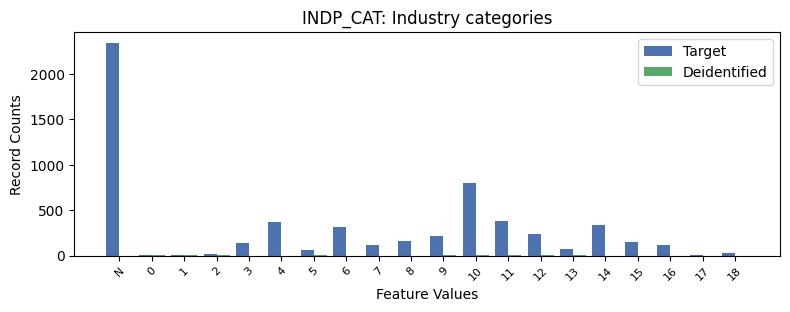 INDP_CAT: Industry categories
Target
Deidentified
Record Counts
2000
1500
1000
500
0
N 0 1 2 3 4 5 6 7 8 9 10 11 12 13 14 15 16 17 18
Feature Values